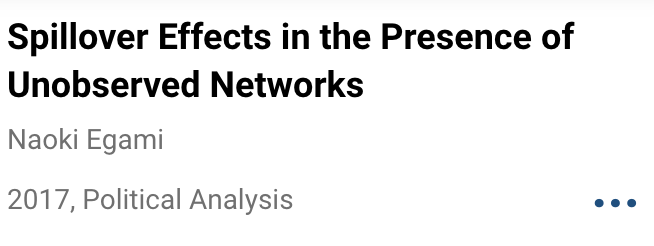 Spillover Effects in the Presence of
Unobserved Networks
Naoki Egami
2017, Political Analysis